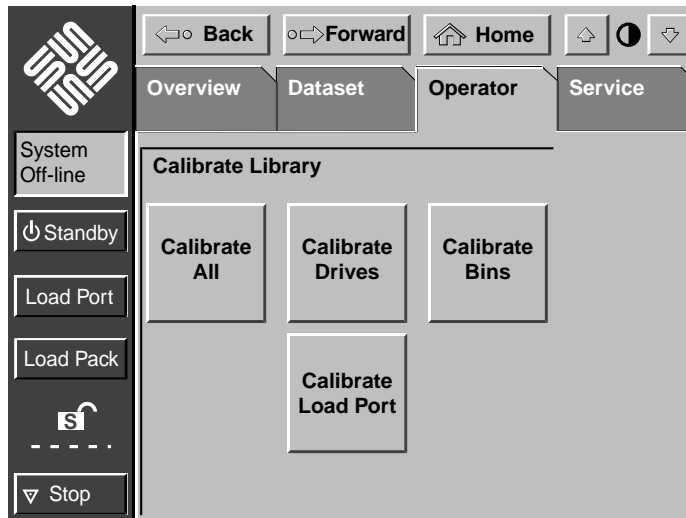 SUN
Back
Forward
Home
Overview
Dataset
Operator
Service
System
Off-line
Standby
Load Port
Load Pack
S
- - - - -
Stop
Calibrate Library
Calibrate
All
Calibrate
Drives
Calibrate
Bins
Calibrate
Load Port